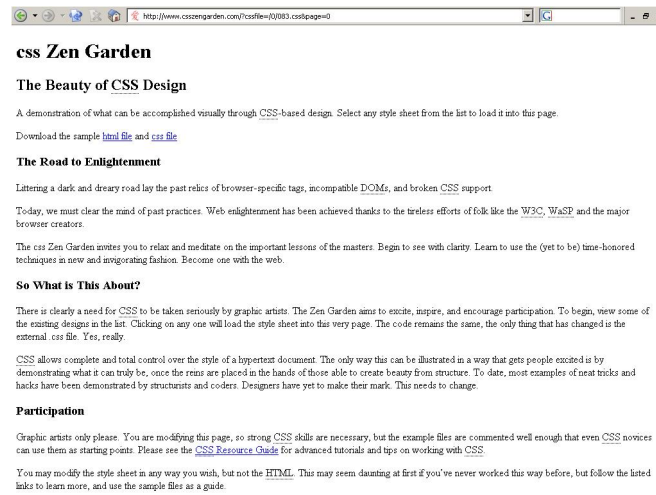 http://www.csszengarden.com/?cssfile=/0/083.css&page=0
css Zen Garden
The Beauty of CSS Design
A demonstration of what can be accomplished visually through CSS-based design. Select any style sheet from the list to load it into this page.
Download the sample html file and css file
The Road to Enlightenment
Littering a dark and dreary road lay the past relics of browser-specific tags, incompatible DOMs, and broken CSS support.
Today, we must clear the mind of past practices. Web enlightenment has been achieved thanks to the tireless efforts of folk like the W3C, WaSP and the major
browser creators.
The css Zen Garden invites you to relax and meditate on the important lessons of the masters. Begin to see with clarity. Learn to use the (yet to be) time-honored
techniques in new and invigorating fashion. Become one with the web.
So What is This About?
There is clearly a need for CSS to be taken seriously by graphic artists. The Zen Garden aims to excite, inspire, and encourage participation. To begin, view some of
the existing designs in the list. Clicking on any one will load the style sheet into this very page. The code remains the same, the only thing that has changed is the
external .css file. Yes, really.
CSS allows complete and total control over the style of a hypertext document. The only way this can be illustrated in a way that gets people excited is by
demonstrating what it can truly be, once the reins are placed in the hands of those able to create beauty from structure. To date, most examples of neat tricks and
hacks have been demonstrated by structurists and coders. Designers have yet to make their mark. This needs to change.
Participation
Graphic artists only please. You are modifying this page, so strong CSS skills are necessary, but the example files are commented well enough that even CSS novices
can use them as starting points. Please see the CSS Resource Guide for advanced tutorials and tips on working with CSS.
You may modify the style sheet in any way you wish, but not the HTML. This may seem daunting at first if you've never worked this way before, but follow the listed
links to learn more, and use the sample files as a guide.